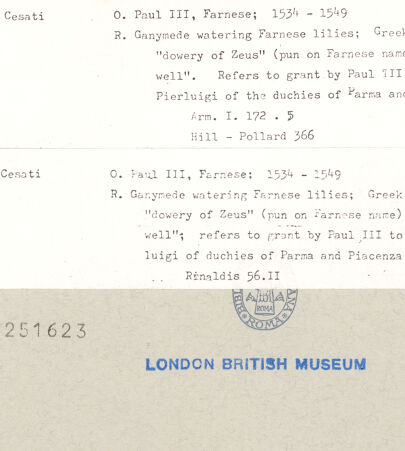 Cesati O. Paul III, Farnese; 1534 - 1549
R. Ganymede watering Farnese lilies; Greek
"dowery of Zeus" (pun on Farnese name
well". Refers to grant by Paul III
Pierluigi of the duchies of Parma and
Arm. I. 172 . 5
Hill - Pollard 366
Cesati O. Paul III, Farnese; 1534 - 1549
R. Ganymede watering Farnese lilies; Greek
"dowery of Zeus" (pun on Farnese name)
well"; refers to grant by Paul III to
luigi of duchies of Parma and Piacenza
Rinaldis 56.II
ROMA
ROMA
251623
LONDON BRITISH MUSEUM